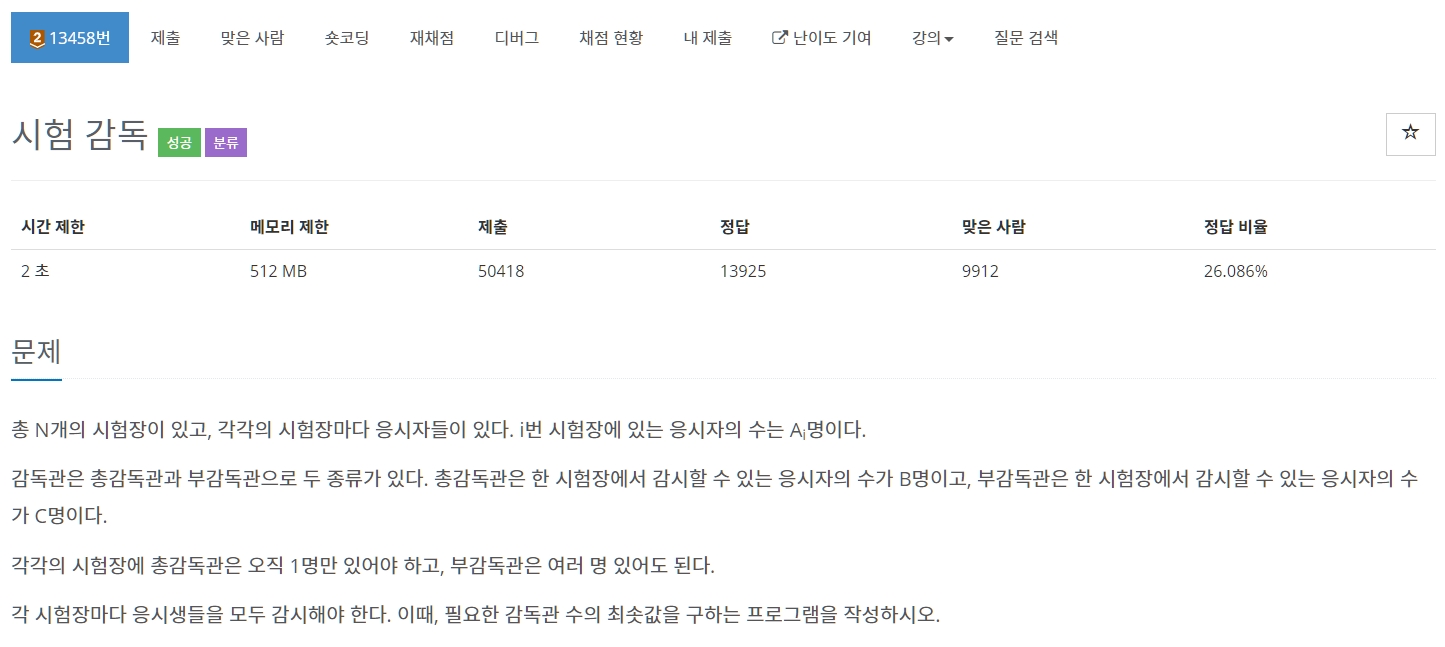 2 13458번 제출 맞은 사람 숏코딩 재채점 디버그 채점 현황 내 제출 난이도 기여 강의 질문 검색
시험 감독 성공 분류
시간 제한 메모리 제한 제출 정답 맞은 사람 정답 비율
2 초 512 MB 50418 13925 9912 26.086%
문제
총 N개의 시험장이 있고, 각각의 시험장마다 응시자들이 있다. i번 시험장에 있는 응시자의 수는 Aᵢ명이다.
감독관은 총감독관과 부감독관으로 두 종류가 있다. 총감독관은 한 시험장에서 감시할 수 있는 응시자의 수가 B명이고, 부감독관은 한 시험장에서 감시할 수 있는 응시자의 수
가 C명이다.
각각의 시험장에 총감독관은 오직 1명만 있어야 하고, 부감독관은 여러 명 있어도 된다.
각 시험장마다 응시생들을 모두 감시해야 한다. 이때, 필요한 감독관 수의 최솟값을 구하는 프로그램을 작성하시오.